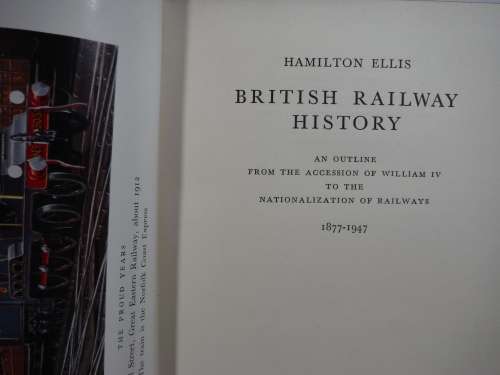 HAMILTON ELLIS
BRITISH RAILWAY
HISTORY
AN OUTLINE
FROM THE ACCESSION OF WILLIAM IV
TO THE
NATIONALIZATION OF RAILWAYS
1877-1947
THE PROUD YEARS
Street, Great Eastern Railway, about 1912
The train is the Norfolk Coast Express